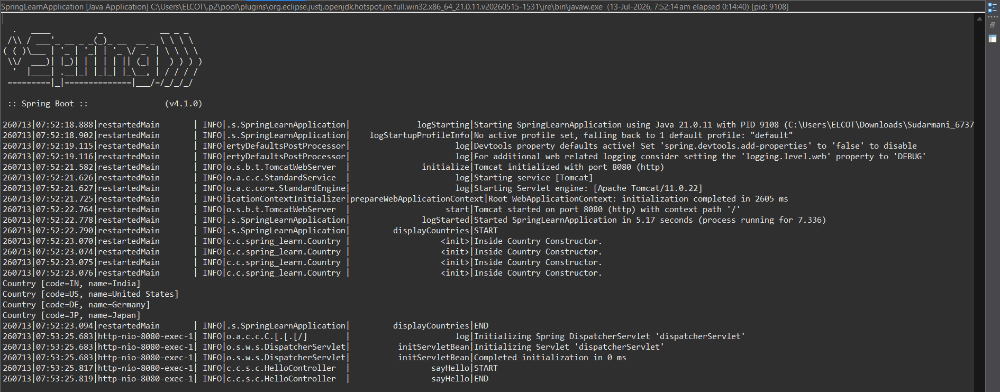 SpringLearnApplication [Java Application] C:\Users\ELCOT\.p2\pool\plugins\org.eclipse.justj.openjdk.hotspot.jre.full.win32.x86_64_21.0.11.v20260515-1531\jre\bin\javaw.exe  (13-Jul-2026, 7:52:14 am elapsed 0:14:40) [pid: 9108]
  .   ____          _            __ _ _
 /\\ / ___'_ __ _ _(_)_ __  __ _ \ \ \ \
( ( )\___ | '_ | '_| | '_ \/ _` | \ \ \ \
 \\/  ___)| |_)| | | | | || (_| |  ) ) ) )
  '  |____| .__|_| |_|_| |_\__, | / / / /
 =========|_|==============|___/=/_/_/_/
 :: Spring Boot ::                (v4.1.0)
260713|07:52:18.888|restartedMain       | INFO|.s.SpringLearnApplication|              logStarting|Starting SpringLearnApplication using Java 21.0.11 with PID 9108 (C:\Users\ELCOT\Downloads\Sudarmani_6737
260713|07:52:18.902|restartedMain       | INFO|.s.SpringLearnApplication|    logStartupProfileInfo|No active profile set, falling back to 1 default profile: "default"
260713|07:52:19.115|restartedMain       | INFO|ertyDefaultsPostProcessor|                      log|Devtools property defaults active! Set 'spring.devtools.add-properties' to 'false' to disable
260713|07:52:19.116|restartedMain       | INFO|ertyDefaultsPostProcessor|                      log|For additional web related logging consider setting the 'logging.level.web' property to 'DEBUG'
260713|07:52:21.582|restartedMain       | INFO|o.s.b.t.TomcatWebServer  |               initialize|Tomcat initialized with port 8080 (http)
260713|07:52:21.626|restartedMain       | INFO|o.a.c.c.StandardService  |                      log|Starting service [Tomcat]
260713|07:52:21.627|restartedMain       | INFO|o.a.c.core.StandardEngine|                      log|Starting Servlet engine: [Apache Tomcat/11.0.22]
260713|07:52:21.725|restartedMain       | INFO|icationContextInitializer|prepareWebApplicationContext|Root WebApplicationContext: initialization completed in 2605 ms
260713|07:52:22.764|restartedMain       | INFO|o.s.b.t.TomcatWebServer  |                    start|Tomcat started on port 8080 (http) with context path '/'
260713|07:52:22.778|restartedMain       | INFO|.s.SpringLearnApplication|               logStarted|Started SpringLearnApplication in 5.17 seconds (process running for 7.336)
260713|07:52:22.790|restartedMain       | INFO|.s.SpringLearnApplication|         displayCountries|START
260713|07:52:23.070|restartedMain       | INFO|c.c.spring_learn.Country |                   <init>|Inside Country Constructor.
260713|07:52:23.074|restartedMain       | INFO|c.c.spring_learn.Country |                   <init>|Inside Country Constructor.
260713|07:52:23.075|restartedMain       | INFO|c.c.spring_learn.Country |                   <init>|Inside Country Constructor.
260713|07:52:23.076|restartedMain       | INFO|c.c.spring_learn.Country |                   <init>|Inside Country Constructor.
Country [code=IN, name=India]
Country [code=US, name=United States]
Country [code=DE, name=Germany]
Country [code=JP, name=Japan]
260713|07:52:23.094|restartedMain       | INFO|.s.SpringLearnApplication|         displayCountries|END
260713|07:53:25.683|http-nio-8080-exec-1| INFO|o.a.c.c.C.[.[.[/]        |                      log|Initializing Spring DispatcherServlet 'dispatcherServlet'
260713|07:53:25.683|http-nio-8080-exec-1| INFO|o.s.w.s.DispatcherServlet|          initServletBean|Initializing Servlet 'dispatcherServlet'
260713|07:53:25.683|http-nio-8080-exec-1| INFO|o.s.w.s.DispatcherServlet|          initServletBean|Completed initialization in 0 ms
260713|07:53:25.817|http-nio-8080-exec-1| INFO|c.c.s.c.HelloController  |                 sayHello|START
260713|07:53:25.819|http-nio-8080-exec-1| INFO|c.c.s.c.HelloController  |                 sayHello|END